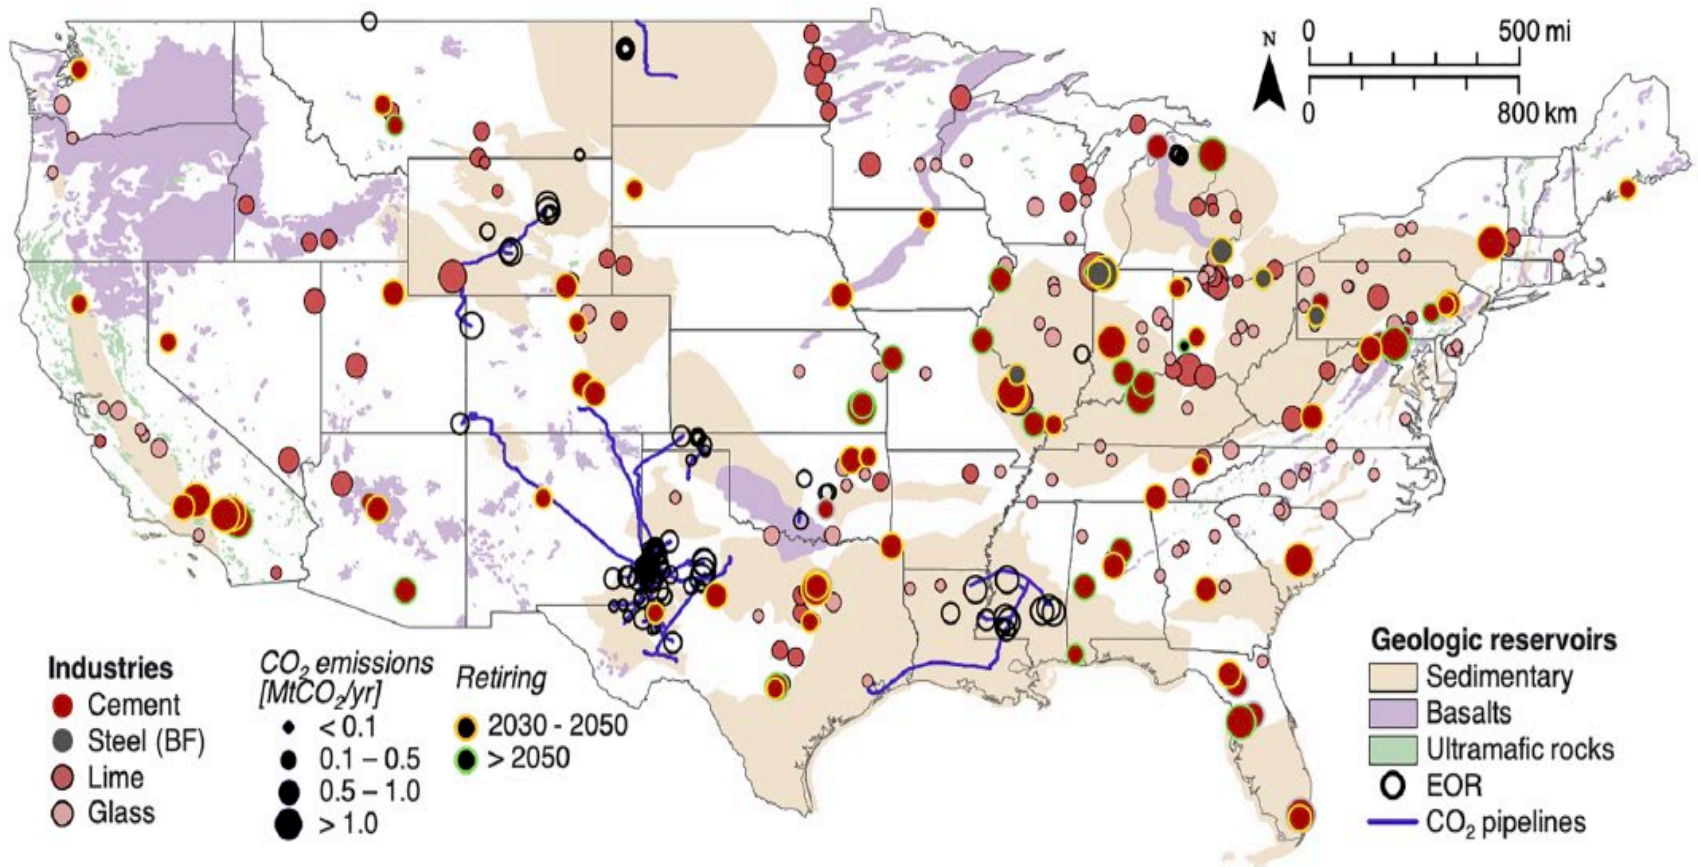 N
0 500 mi
0 800 km
Industries
Cement
Steel (BF)
Lime
Glass
CO₂ emissions
[MtCO₂/yr]
< 0.1
0.1 – 0.5
0.5 – 1.0
> 1.0
Retiring
2030 - 2050
> 2050
Geologic reservoirs
Sedimentary
Basalts
Ultramafic rocks
EOR
CO₂ pipelines